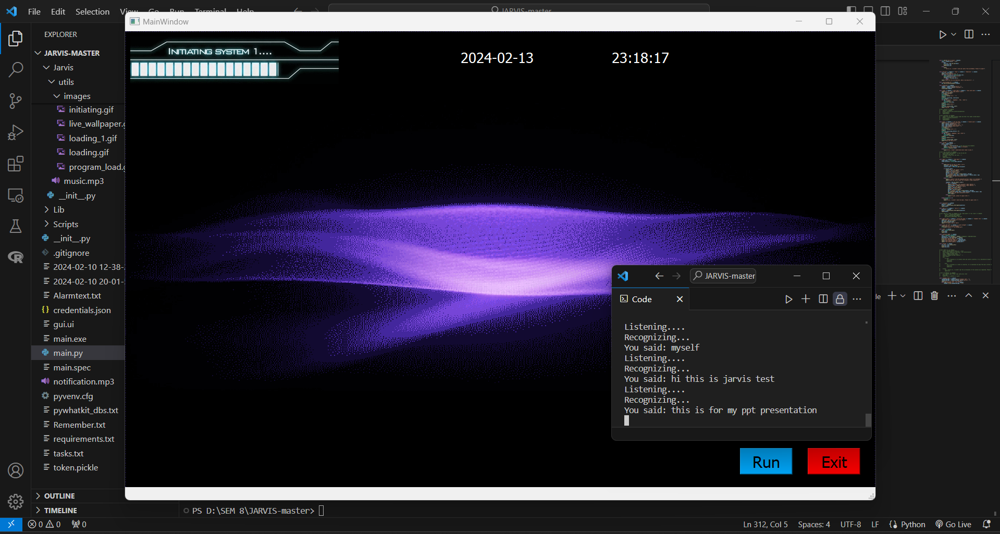 File Edit Selection View Go Run Terminal Help
JARVIS-master
MainWindow
EXPLORER
JARVIS-MASTER
Jarvis
utils
images
initiating.gif
live_wallpaper.g
loading_1.gif
loading.gif
program_load.g
music.mp3
__init__.py
Lib
Scripts
__init__.py
.gitignore
2024-02-10 12-38-
2024-02-10 20-01-
Alarmtext.txt
credentials.json
gui.ui
main.exe
main.py
main.spec
notification.mp3
pyvenv.cfg
pywhatkit_dbs.txt
Remember.txt
requirements.txt
tasks.txt
token.pickle
OUTLINE
TIMELINE
INITIATING SYSTEM 1....
2024-02-13 23:18:17
JARVIS-master
Code
Listening....
Recognizing...
You said: myself
Listening....
Recognizing...
You said: hi this is jarvis test
Listening....
Recognizing...
You said: this is for my ppt presentation
Run Exit
PS D:\SEM 8\JARVIS-master>
0 0 0
Ln 312, Col 5 Spaces: 4 UTF-8 LF Python Go Live